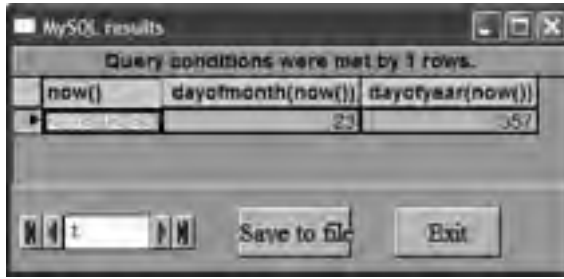 MySQL results
Query conditions were met by 1 rows.
now() dayofmonth(now()) dayofyear(now())
23 357
1 Save to file Exit